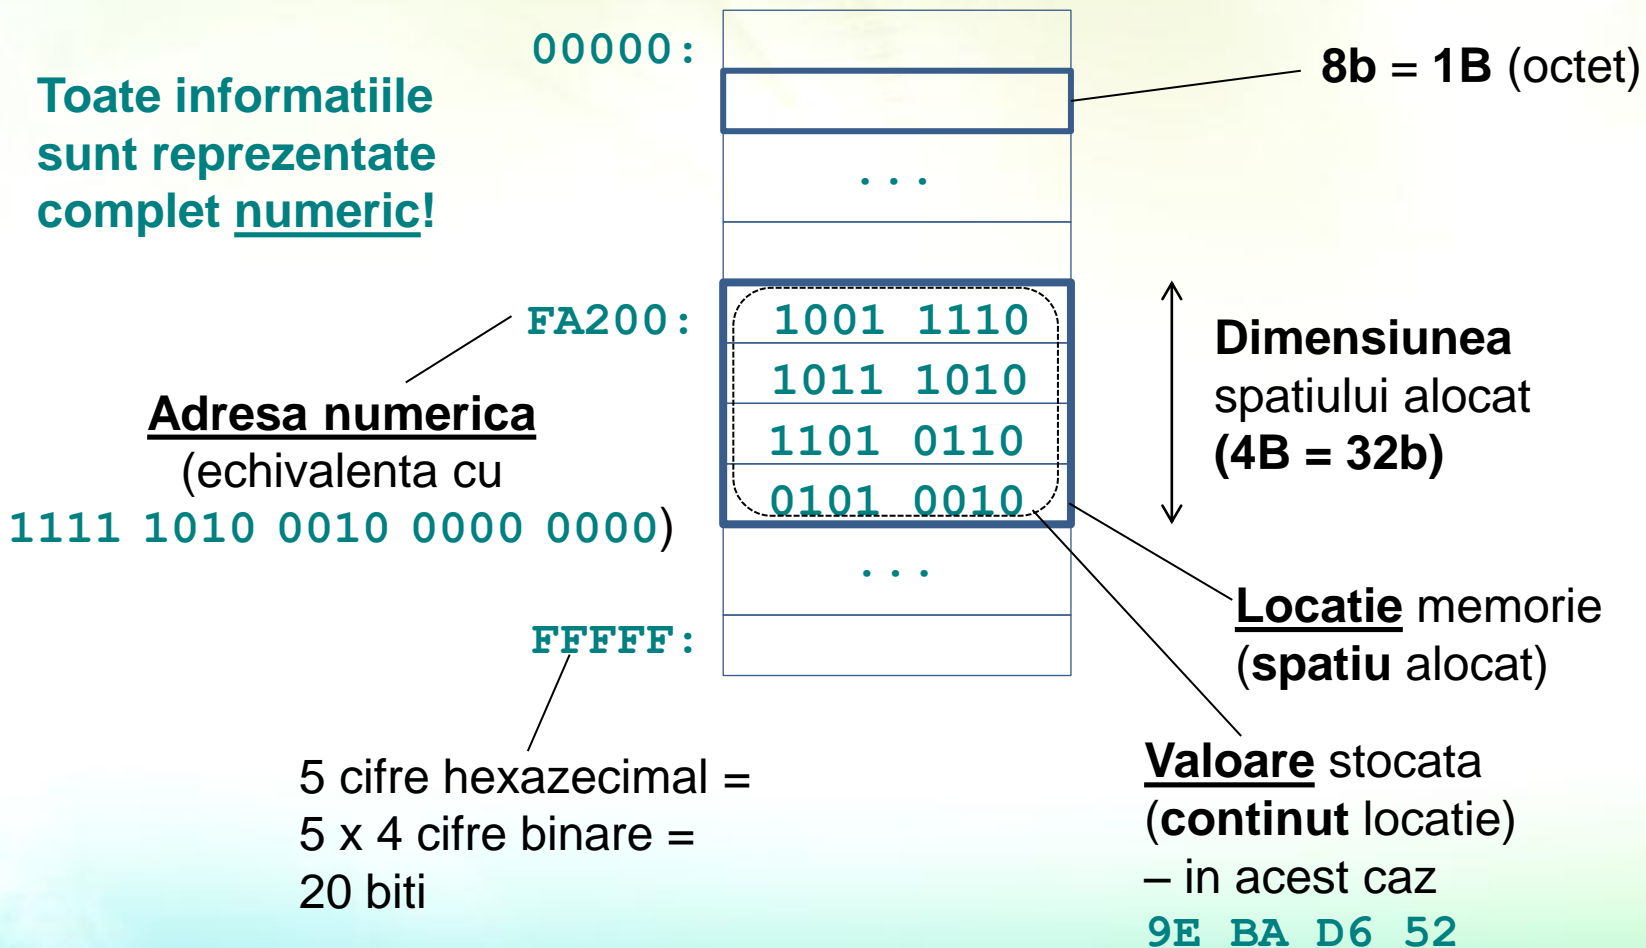 Toate informatiile
sunt reprezentate
complet numeric!
00000:
8b = 1B (octet)
...
FA200:
1001 1110
1011 1010
1101 0110
0101 0010
Dimensiunea
spatiului alocat
(4B = 32b)
Adresa numerica
(echivalenta cu
1111 1010 0010 0000 0000)
...
FFFFF:
Locatie memorie
(spatiu alocat)
5 cifre hexazecimal =
5 x 4 cifre binare =
20 biti
Valoare stocata
(continut locatie)
– in acest caz
9E BA D6 52